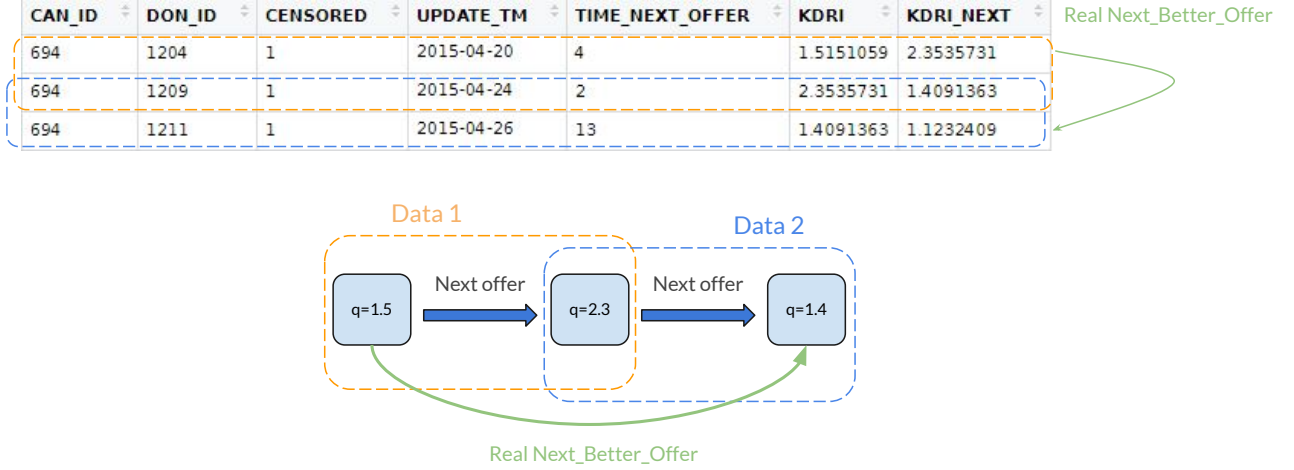 CAN_ID DON_ID CENSORED UPDATE_TM TIME_NEXT_OFFER KDRI KDRI_NEXT Real Next_Better_Offer
694 1204 1 2015-04-20 4 1.5151059 2.3535731
694 1209 1 2015-04-24 2 2.3535731 1.4091363
694 1211 1 2015-04-26 13 1.4091363 1.1232409
Data 1
Data 2
Next offer Next offer
q=1.5 q=2.3 q=1.4
Real Next_Better_Offer